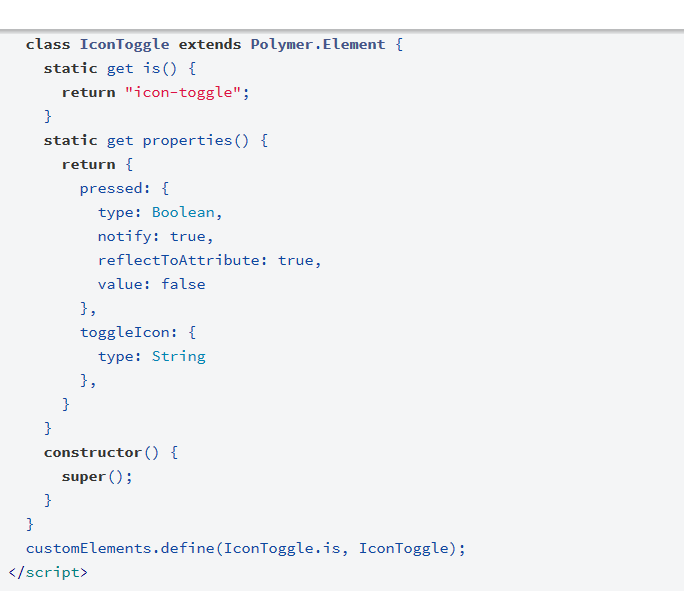 class IconToggle extends Polymer.Element {
static get is() {
return "icon-toggle";
}
static get properties() {
return {
pressed: {
type: Boolean,
notify: true,
reflectToAttribute: true,
value: false
},
toggleIcon: {
type: String
},
}
}
constructor() {
super();
}
}
customElements.define(IconToggle.is, IconToggle);
</script>